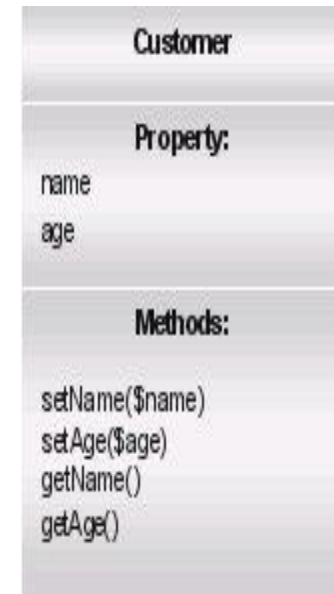 Customer
Property:
name
age
Methods:
setName($name)
setAge($age)
getName()
getAge()